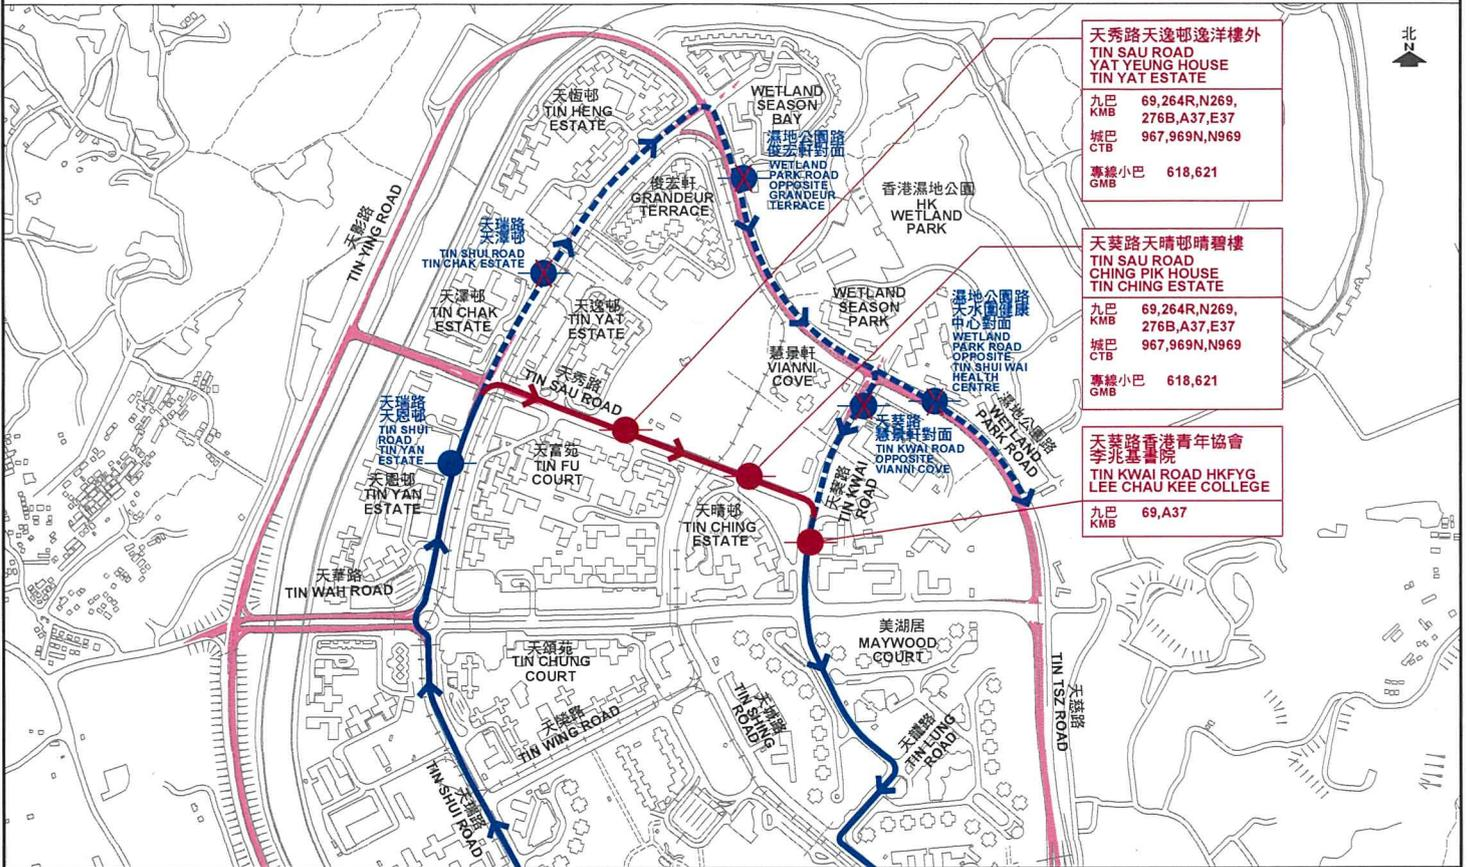 天秀路天逸邨逸洋樓外
TIN SAU ROAD
YAT YEUNG HOUSE
TIN YAT ESTATE
九巴 69,264R,N269,
KMB 276B,A37,E37
城巴 967,969N,N969
CTB
專線小巴 618,621
GMB
天葵路天晴邨晴碧樓
TIN SAU ROAD
CHING PIK HOUSE
TIN CHING ESTATE
九巴 69,264R,N269,
KMB 276B,A37,E37
城巴 967,969N,N969
CTB
專線小巴 618,621
GMB
天葵路香港青年協會
李兆基書院
TIN KWAI ROAD HKFYG
LEE CHAU KEE COLLEGE
九巴 69,A37
KMB
北
N
天恆邨
TIN HENG
ESTATE
WETLAND
SEASON
BAY
濕地公園路
俊宏軒對面
WETLAND
PARK ROAD
OPPOSITE
GRANDEUR
TERRACE
俊宏軒
GRANDEUR
TERRACE
香港濕地公園
HK
WETLAND
PARK
天影路
TIN YING ROAD
天瑞路
天澤邨
TIN SHUI ROAD
TIN CHAK ESTATE
天澤邨
TIN CHAK
ESTATE
天逸邨
TIN YAT
ESTATE
WETLAND
SEASON
PARK
濕地公園路
天水圍健康
中心對面
WETLAND
PARK ROAD
OPPOSITE
TIN SHUI WAI
HEALTH
CENTRE
慧景軒
VIANNI
COVE
天秀路
TIN SAU ROAD
天瑞路
天恩邨
TIN SHUI
ROAD
TIN YAN
ESTATE
天葵路
慧景軒對面
TIN KWAI ROAD
OPPOSITE
VIANNI COVE
濕地公園路
WETLAND
PARK ROAD
天富苑
TIN FU
COURT
天恩邨
TIN YAN
ESTATE
天葵路
TIN KWAI
ROAD
天晴邨
TIN CHING
ESTATE
天華路
TIN WAH ROAD
美湖居
MAYWOOD
COURT
天頌苑
TIN CHUNG
COURT
天榮路
TIN WING ROAD
天城路
TIN SHING
ROAD
天龍路
TIN LUNG
ROAD
天慈路
TIN TSZ ROAD
天瑞路
TIN SHUI ROAD